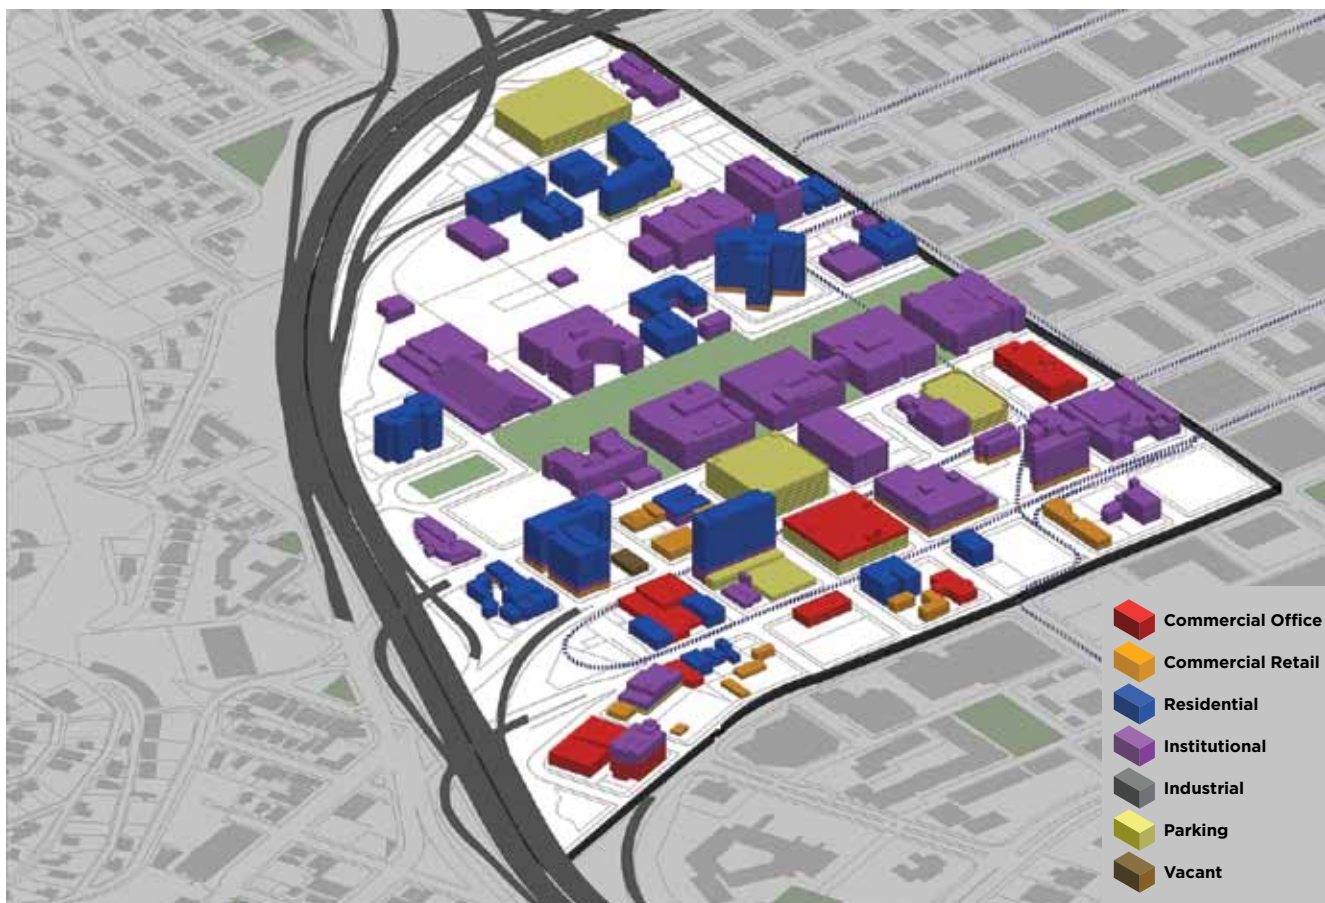 Commercial Office
Commercial Retail
Residential
Institutional
Industrial
Parking
Vacant